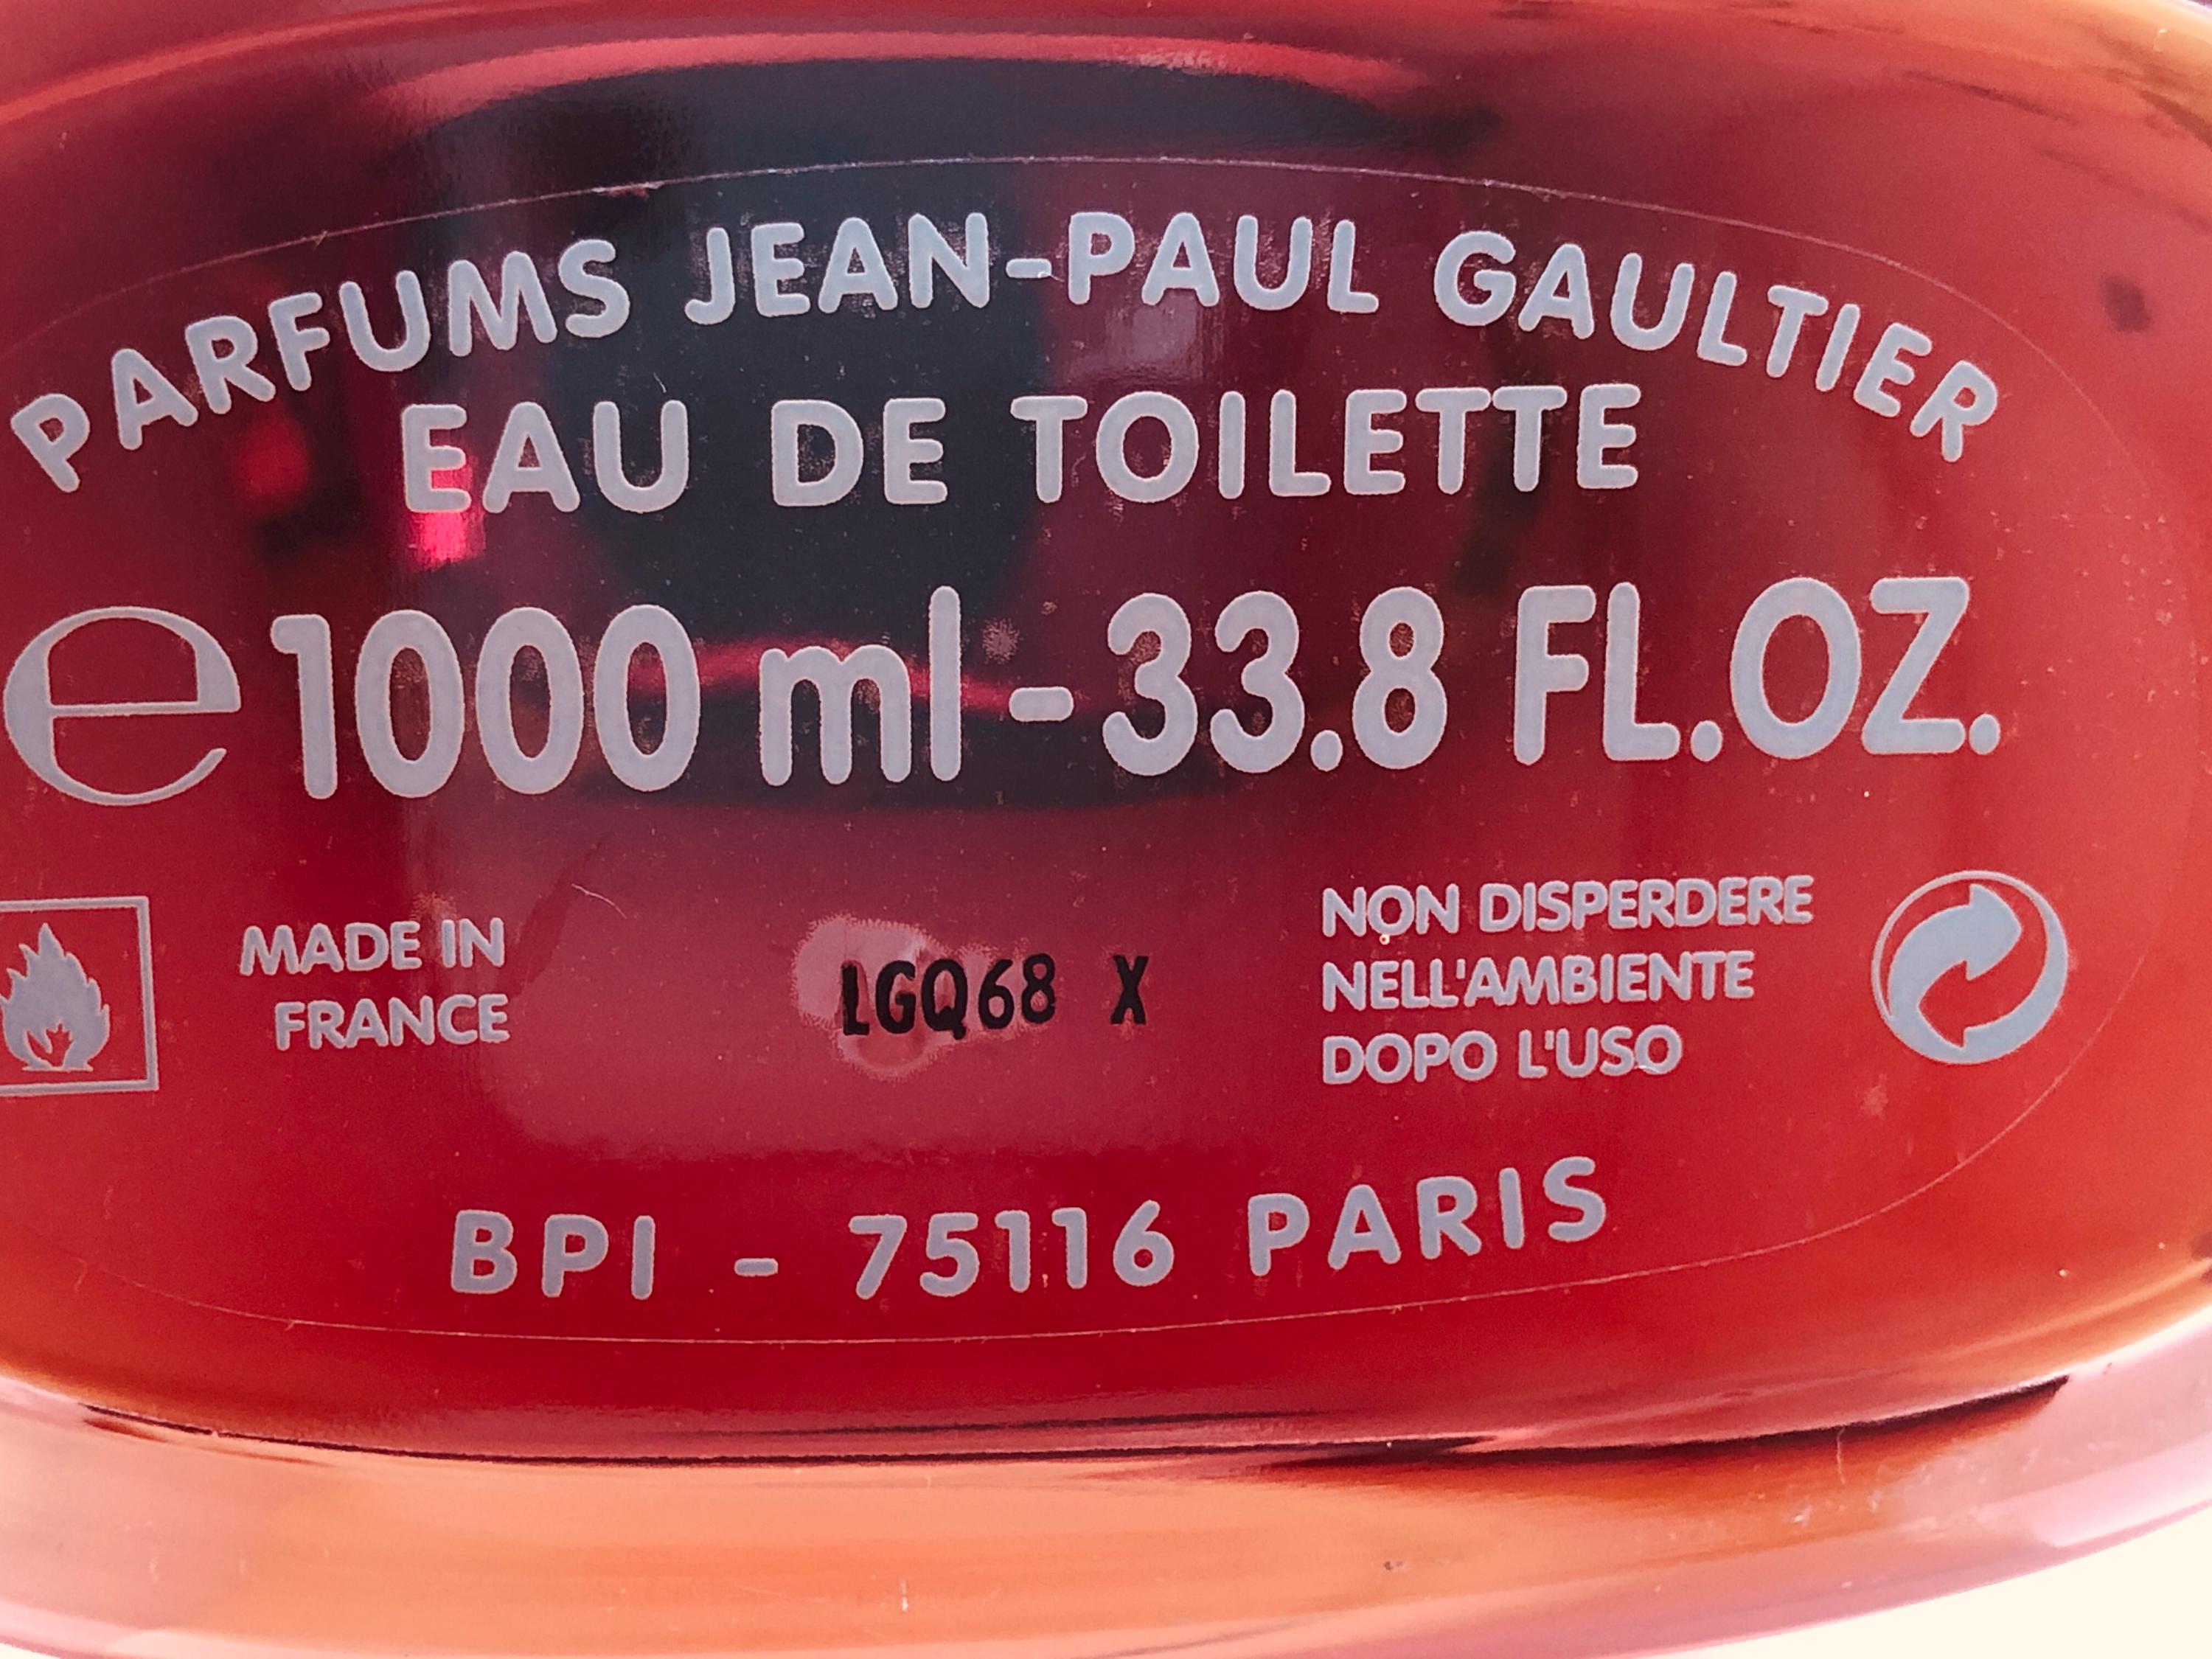 PARFUMS JEAN-PAUL GAULTIER
EAU DE TOILETTE
℮ 1000 ml - 33.8 FL.OZ.
MADE IN
FRANCE
LGQ68 X
NON DISPERDERE
NELL'AMBIENTE
DOPO L'USO
BPI - 75116 PARIS